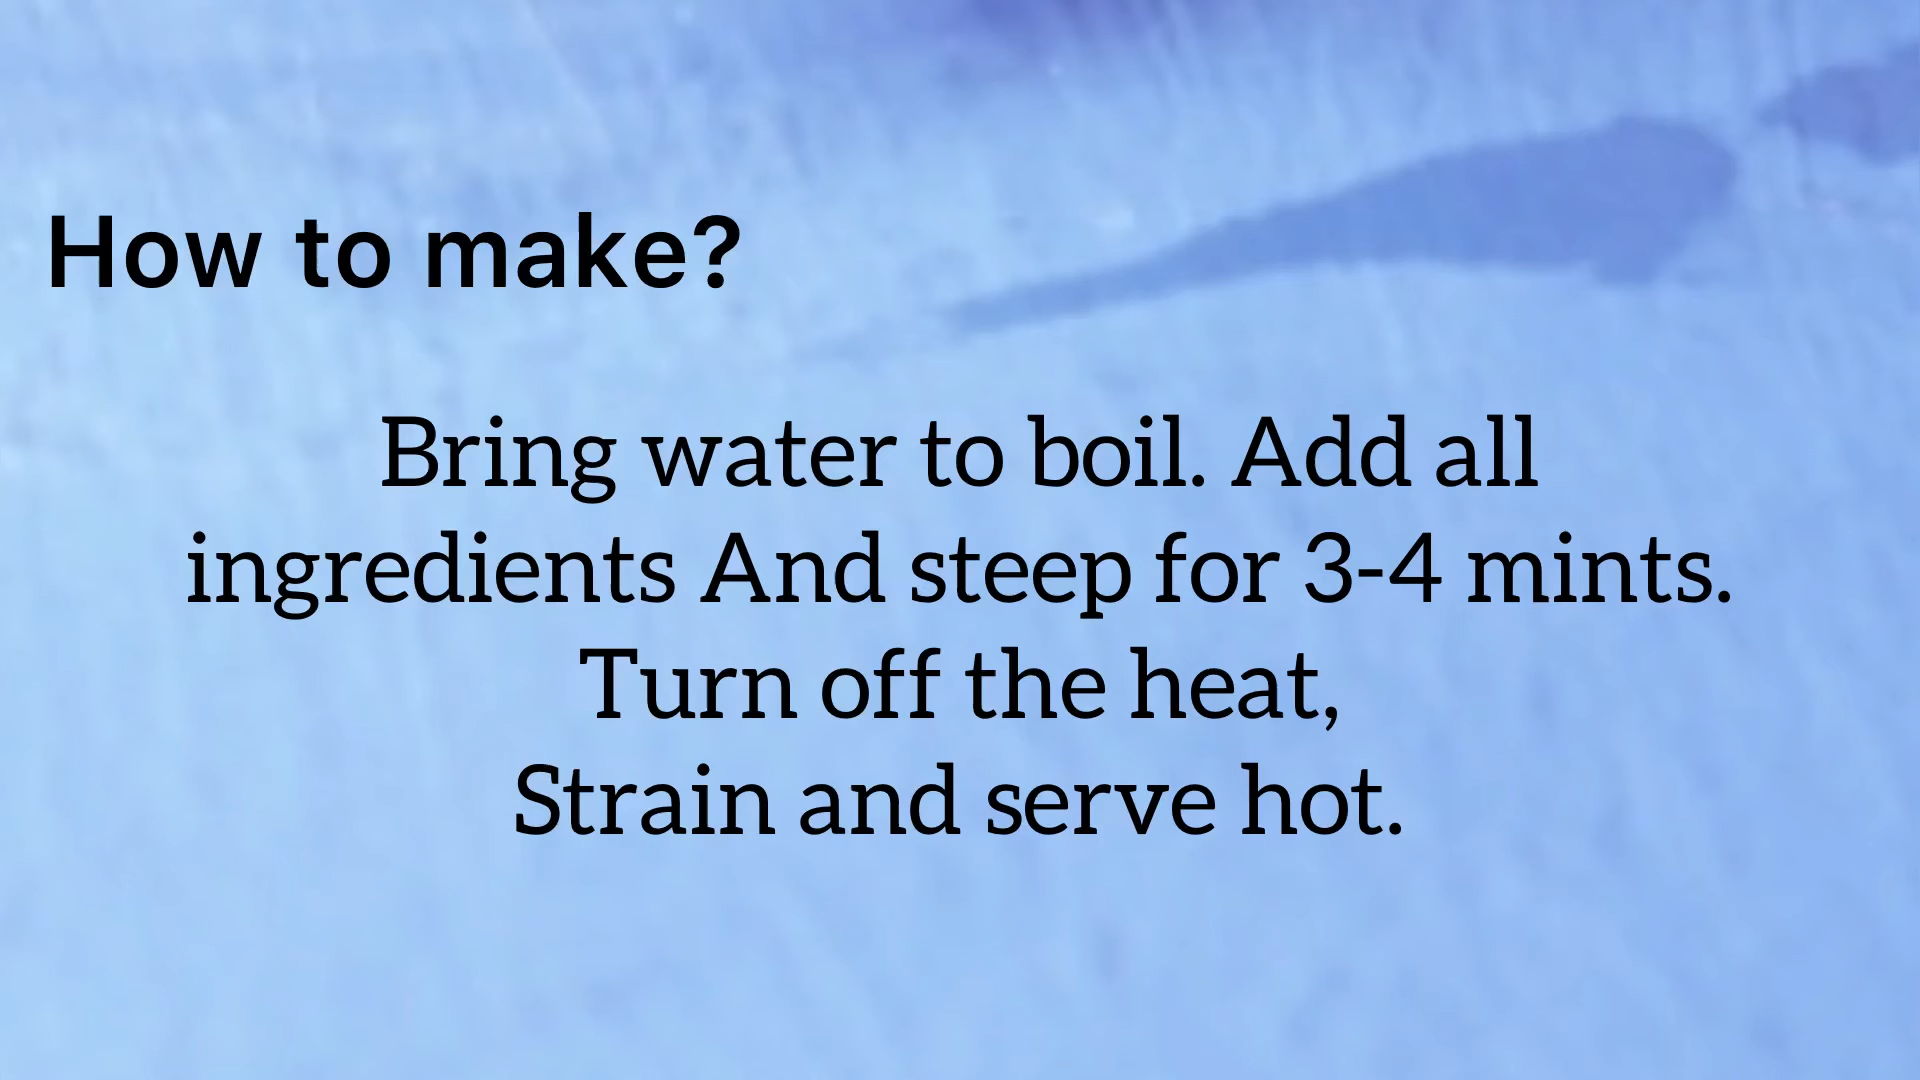 How to make?
Bring water to boil. Add all
ingredients And steep for 3-4 mints.
Turn off the heat,
Strain and serve hot.